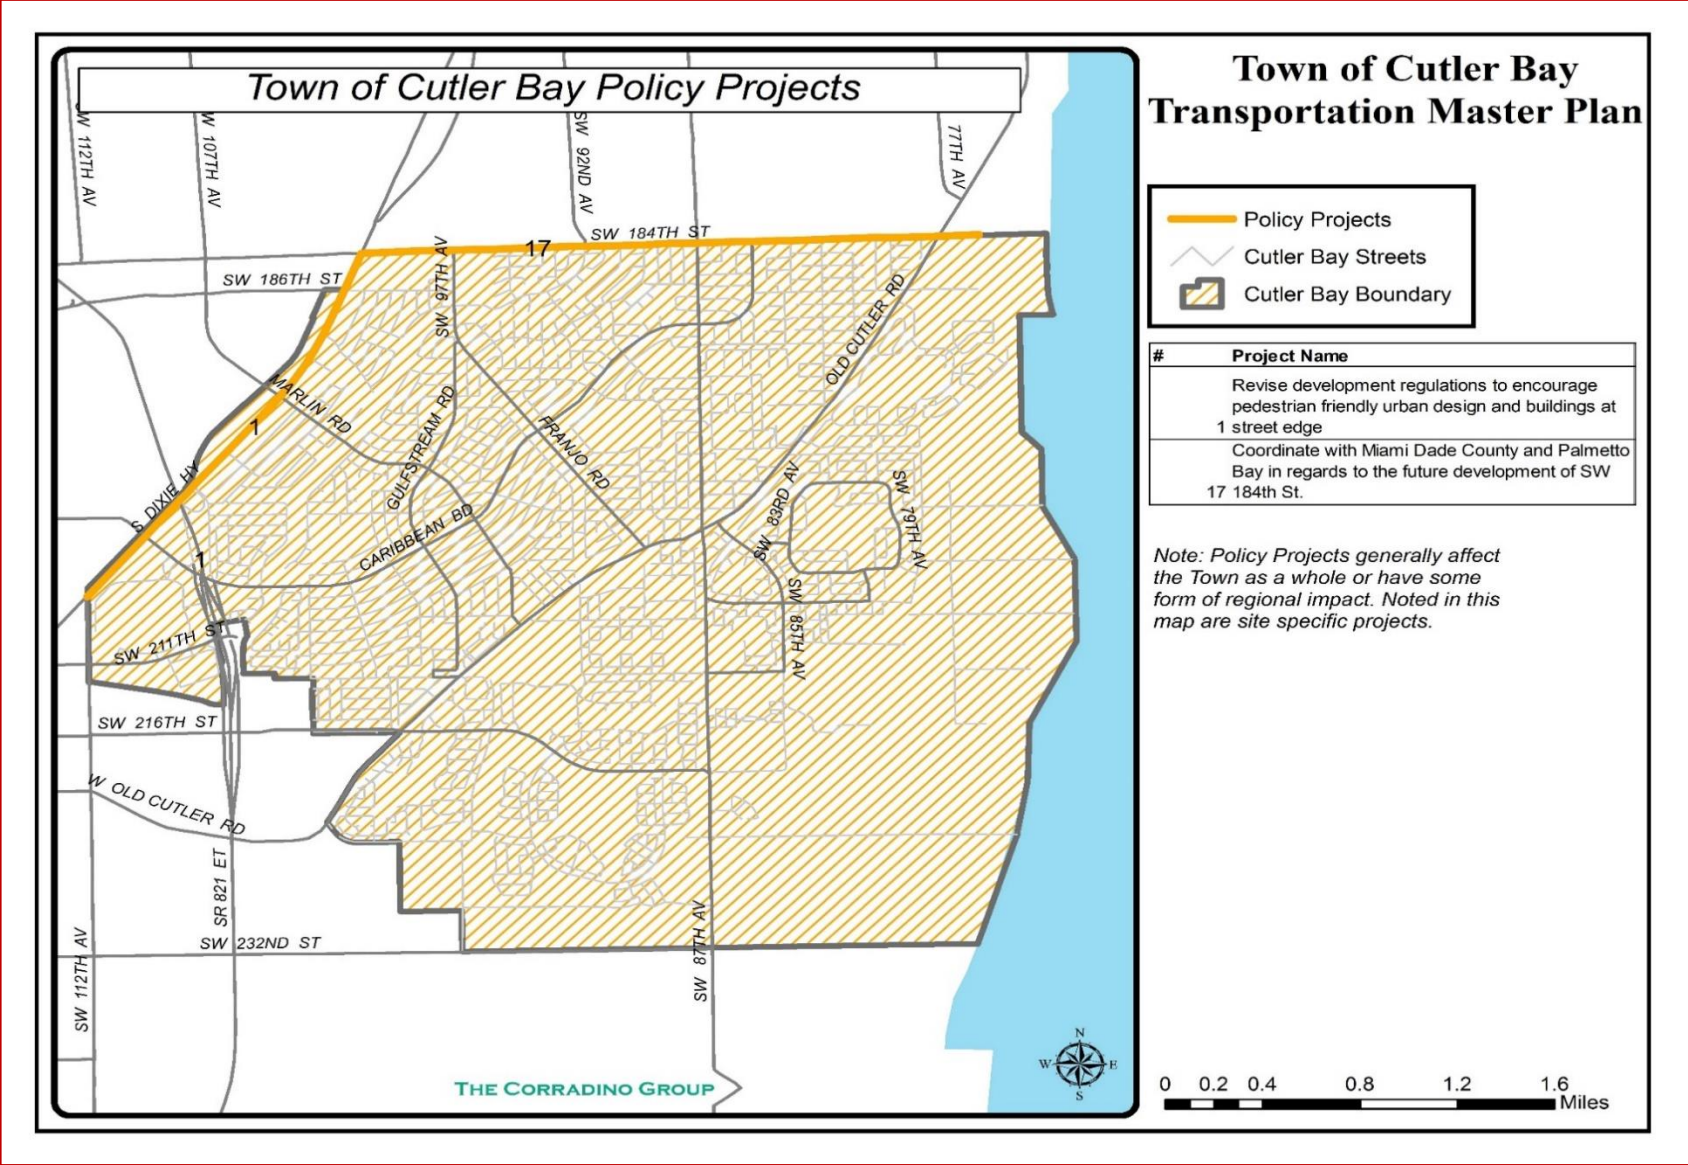 Town of Cutler Bay
Transportation Master Plan
Town of Cutler Bay Policy Projects
SW 112TH AV
SW 107TH AV
SW 92ND AV
77TH AV
SW 184TH ST
17
SW 186TH ST
SW 97TH AV
OLD CUTLER RD
MARLIN RD
1
GULFSTREAM RD
FRANJO RD
S DIXIE HY
CARIBBEAN BD
SW 83RD AV
SW 79TH AV
1
SW 85TH AV
SW 211TH ST
SW 216TH ST
W OLD CUTLER RD
SR 821 ET
SW 232ND ST
SW 112TH AV
SW 87TH AV
THE CORRADINO GROUP
N
W
E
S
Policy Projects
Cutler Bay Streets
Cutler Bay Boundary
# Project Name
Revise development regulations to encourage
pedestrian friendly urban design and buildings at
1 street edge
Coordinate with Miami Dade County and Palmetto
Bay in regards to the future development of SW
17 184th St.
Note: Policy Projects generally affect
the Town as a whole or have some
form of regional impact. Noted in this
map are site specific projects.
0 0.2 0.4 0.8 1.2 1.6
Miles